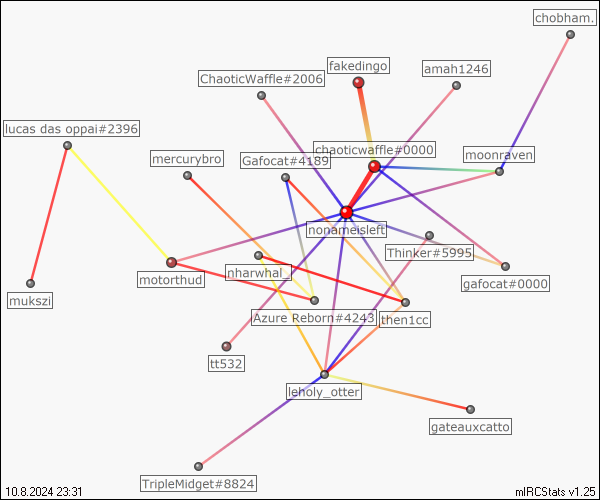 chobham.
fakedingo
amah1246
ChaoticWaffle#2006
lucas das oppai#2396
chaoticwaffle#0000
mercurybro
Gafocat#4189
moonraven
nonameisleft
Thinker#5995
motorthud
nharwhal_
gafocat#0000
mukszi
Azure Reborn#4243
then1cc
tt532
leholy_otter
gateauxcatto
TripleMidget#8824
10.8.2024 23:31
mIRCStats v1.25